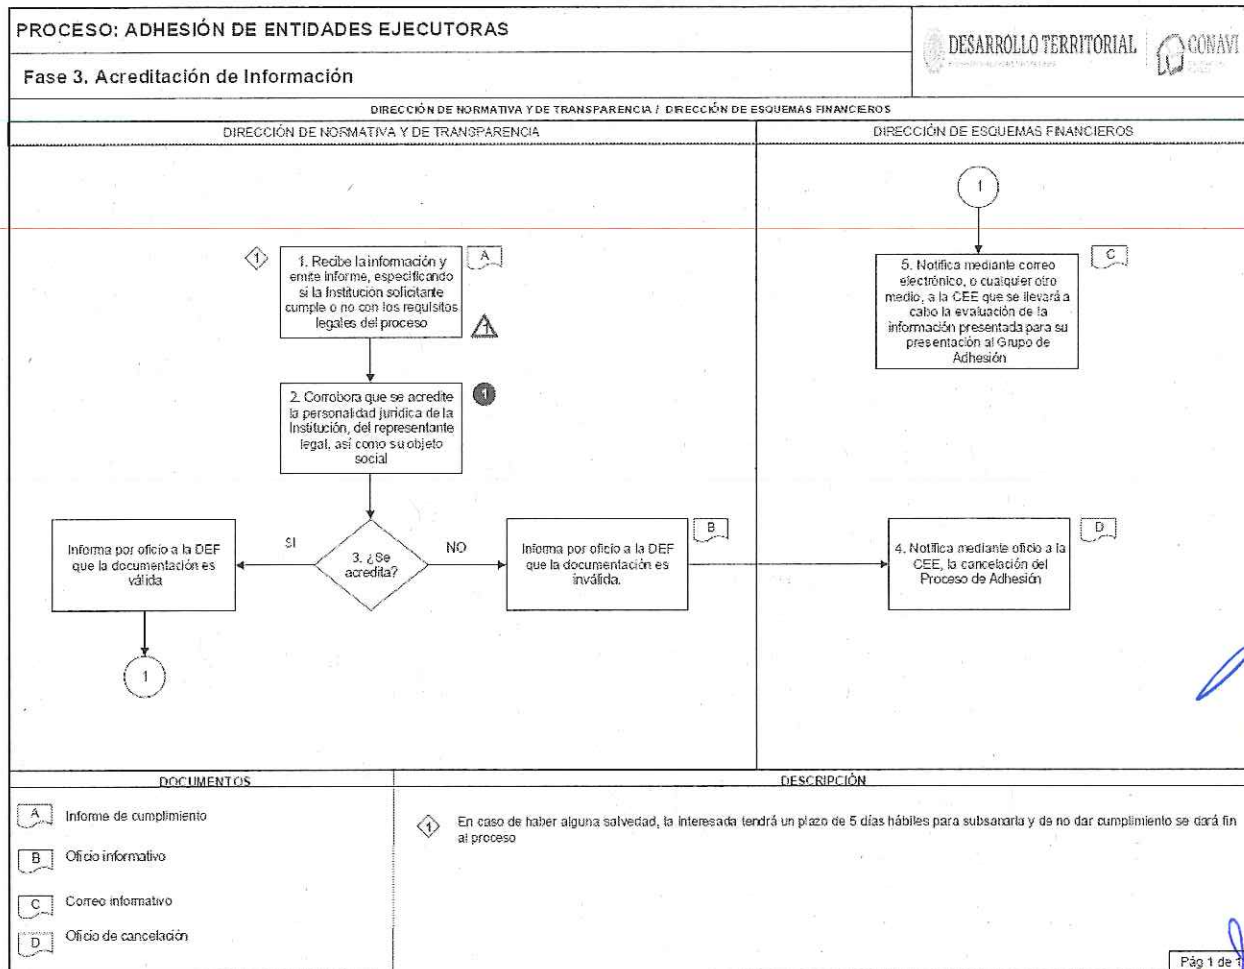 PROCESO: ADHESIÓN DE ENTIDADES EJECUTORAS
DESARROLLO TERRITORIAL
CONAVI
Fase 3. Acreditación de Información
DIRECCIÓN DE NORMATIVA Y DE TRANSPARENCIA / DIRECCIÓN DE ESQUEMAS FINANCIEROS
DIRECCIÓN DE NORMATIVA Y DE TRANSPARENCIA
DIRECCIÓN DE ESQUEMAS FINANCIEROS
1
1. Recibe la información y
emite informe, especificando
si la Institución solicitante
cumple o no con los requisitos
legales del proceso
A
1
2. Corrobora que se acredite
la personalidad jurídica de la
Institución, del representante
legal, así como su objeto
social
1
3. ¿Se
acredita?
SI
NO
Informa por oficio a la DEF
que la documentación es
válida
1
Informa por oficio a la DEF
que la documentación es
inválida.
B
1
5. Notifica mediante correo
electrónico, o cualquier otro
medio, a la CEE que se llevará a
cabo la evaluación de la
información presentada para su
presentación al Grupo de
Adhesión
C
4. Notifica mediante oficio a la
CEE, la cancelación del
Proceso de Adhesión
D
DOCUMENTOS
DESCRIPCIÓN
A Informe de cumplimiento
B Oficio informativo
C Correo informativo
D Oficio de cancelación
1 En caso de haber alguna salvedad, la interesada tendrá un plazo de 5 días hábiles para subsanarla y de no dar cumplimiento se dará fin
al proceso
Pág 1 de 1